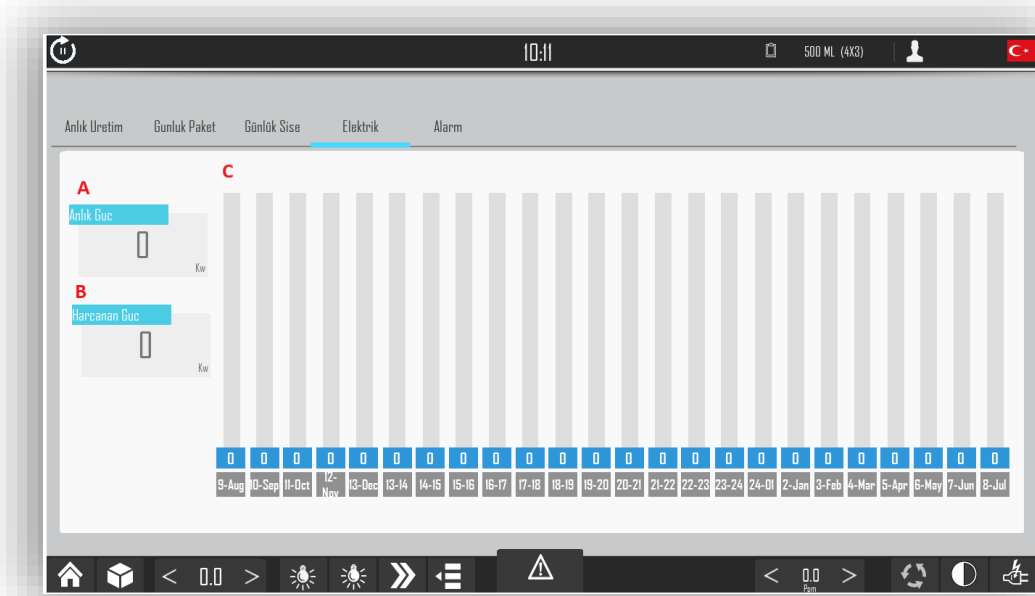 10:11
500 ML (4X3)
Anlık Uretim
Gunluk Paket
Günlük Sise
Elektrik
Alarm
A
Anlık Guc
0
Kw
B
Harcanan Guc
0
Kw
C
0 0 0 0 0 0 0 0 0 0 0 0 0 0 0 0 0 0 0 0 0 0 0 0
9-Aug 10-Sep 11-Oct 12-Nov 13-Dec 13-14 14-15 15-16 16-17 17-18 18-19 19-20 20-21 21-22 22-23 23-24 24-01 2-Jan 3-Feb 4-Mar 5-Apr 6-May 7-Jun 8-Jul
< 0.0 >
< 0.0 >
Ppm